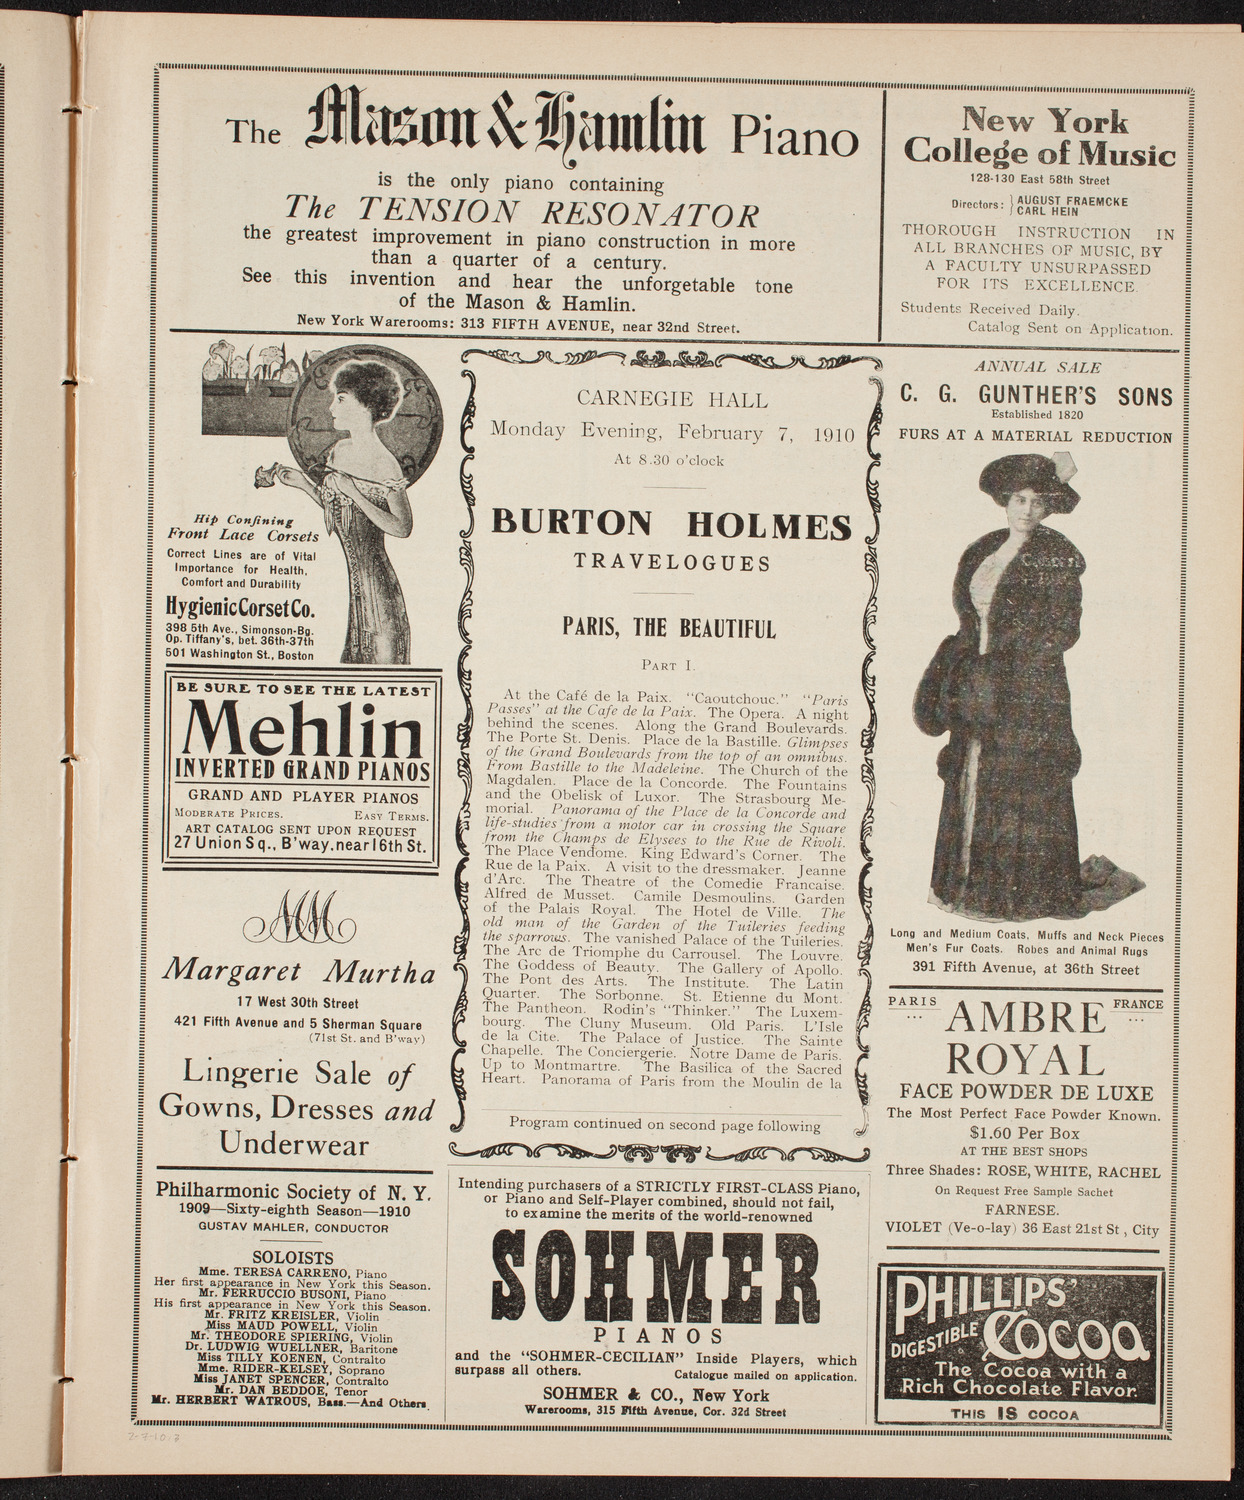 The Mason & Hamlin Piano
is the only piano containing
The TENSION RESONATOR
the greatest improvement in piano construction in more
than a quarter of a century.
See this invention and hear the unforgetable tone
of the Mason & Hamlin.
New York Warerooms: 313 FIFTH AVENUE, near 32nd Street.
New York
College of Music
128-130 East 58th Street
Directors: } AUGUST FRAEMCKE
CARL HEIN
THOROUGH INSTRUCTION IN
ALL BRANCHES OF MUSIC, BY
A FACULTY UNSURPASSED
FOR ITS EXCELLENCE.
Students Received Daily.
Catalog Sent on Application.
Hip Confining
Front Lace Corsets
Correct Lines are of Vital
Importance for Health,
Comfort and Durability
Hygienic Corset Co.
398 5th Ave., Simonson-Bg.
Op. Tiffany's, bet. 36th-37th
501 Washington St., Boston
BE SURE TO SEE THE LATEST
Mehlin
INVERTED GRAND PIANOS
GRAND AND PLAYER PIANOS
MODERATE PRICES. EASY TERMS.
ART CATALOG SENT UPON REQUEST
27 Union Sq., B'way, near 16th St.
MM
Margaret Murtha
17 West 30th Street
421 Fifth Avenue and 5 Sherman Square
(71st St. and B'way)
Lingerie Sale of
Gowns, Dresses and
Underwear
Philharmonic Society of N. Y.
1909—Sixty-eighth Season—1910
GUSTAV MAHLER, CONDUCTOR
SOLOISTS
Mme. TERESA CARRENO, Piano
Her first appearance in New York this Season.
Mr. FERRUCCIO BUSONI, Piano
His first appearance in New York this Season.
Mr. FRITZ KREISLER, Violin
Miss MAUD POWELL, Violin
Mr. THEODORE SPIERING, Violin
Dr. LUDWIG WUELLNER, Baritone
Miss TILLY KOENEN, Contralto
Mme. RIDER-KELSEY, Soprano
Miss JANET SPENCER, Contralto
Mr. DAN BEDDOE, Tenor
Mr. HERBERT WATROUS, Bass.—And Others.
CARNEGIE HALL
Monday Evening, February 7, 1910
At 8.30 o'clock
BURTON HOLMES
TRAVELOGUES
PARIS, THE BEAUTIFUL
PART I.
At the Café de la Paix. "Caoutchouc." "Paris
Passes" at the Cafe de la Paix. The Opera. A night
behind the scenes. Along the Grand Boulevards.
The Porte St. Denis. Place de la Bastille. Glimpses
of the Grand Boulevards from the top of an omnibus.
From Bastille to the Madeleine. The Church of the
Magdalen. Place de la Concorde. The Fountains
and the Obelisk of Luxor. The Strasbourg Me-
morial. Panorama of the Place de la Concorde and
life-studies from a motor car in crossing the Square
from the Champs de Elysees to the Rue de Rivoli.
The Place Vendome. King Edward's Corner. The
Rue de la Paix. A visit to the dressmaker. Jeanne
d'Arc. The Theatre of the Comedie Francaise.
Alfred de Musset. Camile Desmoulins. Garden
of the Palais Royal. The Hotel de Ville. The
old man of the Garden of the Tuileries feeding
the sparrows. The vanished Palace of the Tuileries.
The Arc de Triomphe du Carrousel. The Louvre.
The Goddess of Beauty. The Gallery of Apollo.
The Pont des Arts. The Institute. The Latin
Quarter. The Sorbonne. St. Etienne du Mont.
The Pantheon. Rodin's "Thinker." The Luxem-
bourg. The Cluny Museum. Old Paris. L'Isle
de la Cite. The Palace of Justice. The Sainte
Chapelle. The Conciergerie. Notre Dame de Paris.
Up to Montmartre. The Basilica of the Sacred
Heart. Panorama of Paris from the Moulin de la
Program continued on second page following
Intending purchasers of a STRICTLY FIRST-CLASS Piano,
or Piano and Self-Player combined, should not fail,
to examine the merits of the world-renowned
SOHMER
PIANOS
and the "SOHMER-CECILIAN" Inside Players, which
surpass all others. Catalogue mailed on application.
SOHMER & CO., New York
Warerooms, 315 Fifth Avenue, Cor. 32d Street
ANNUAL SALE
C. G. GUNTHER'S SONS
Established 1820
FURS AT A MATERIAL REDUCTION
Long and Medium Coats, Muffs and Neck Pieces
Men's Fur Coats. Robes and Animal Rugs
391 Fifth Avenue, at 36th Street
PARIS AMBRE FRANCE
ROYAL
FACE POWDER DE LUXE
The Most Perfect Face Powder Known.
$1.60 Per Box
AT THE BEST SHOPS
Three Shades: ROSE, WHITE, RACHEL
On Request Free Sample Sachet
FARNESE.
VIOLET (Ve-o-lay) 36 East 21st St., City
PHILLIPS'
DIGESTIBLE COCOA
The Cocoa with a
Rich Chocolate Flavor.
THIS IS COCOA
2-7-10.3